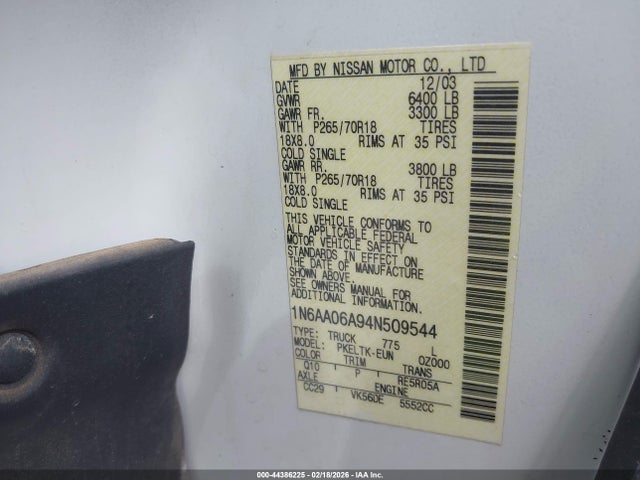 MFD BY NISSAN MOTOR CO., LTD
DATE 12/03
GVWR 6400 LB
GAWR FR. 3300 LB
WITH P265/70R18 TIRES
18X8.0 RIMS AT 35 PSI
COLD SINGLE
GAWR RR. 3800 LB
WITH P265/70R18 TIRES
18X8.0 RIMS AT 35 PSI
COLD SINGLE
THIS VEHICLE CONFORMS TO
ALL APPLICABLE FEDERAL
MOTOR VEHICLE SAFETY
STANDARDS IN EFFECT ON
THE DATE OF MANUFACTURE
SHOWN ABOVE.
SEE OWNERS MANUAL FOR
ADDITIONAL INFORMATION.
1N6AA06A94N509544
TYPE: TRUCK 775 L
MODEL: PKELTK-EUN 0Z000
COLOR TRIM TRANS
Q10 P RE5R05A
AXLE ENGINE
CC29 VK56DE 5552CC
000-44386225 - 02/18/2026 - IAA Inc.